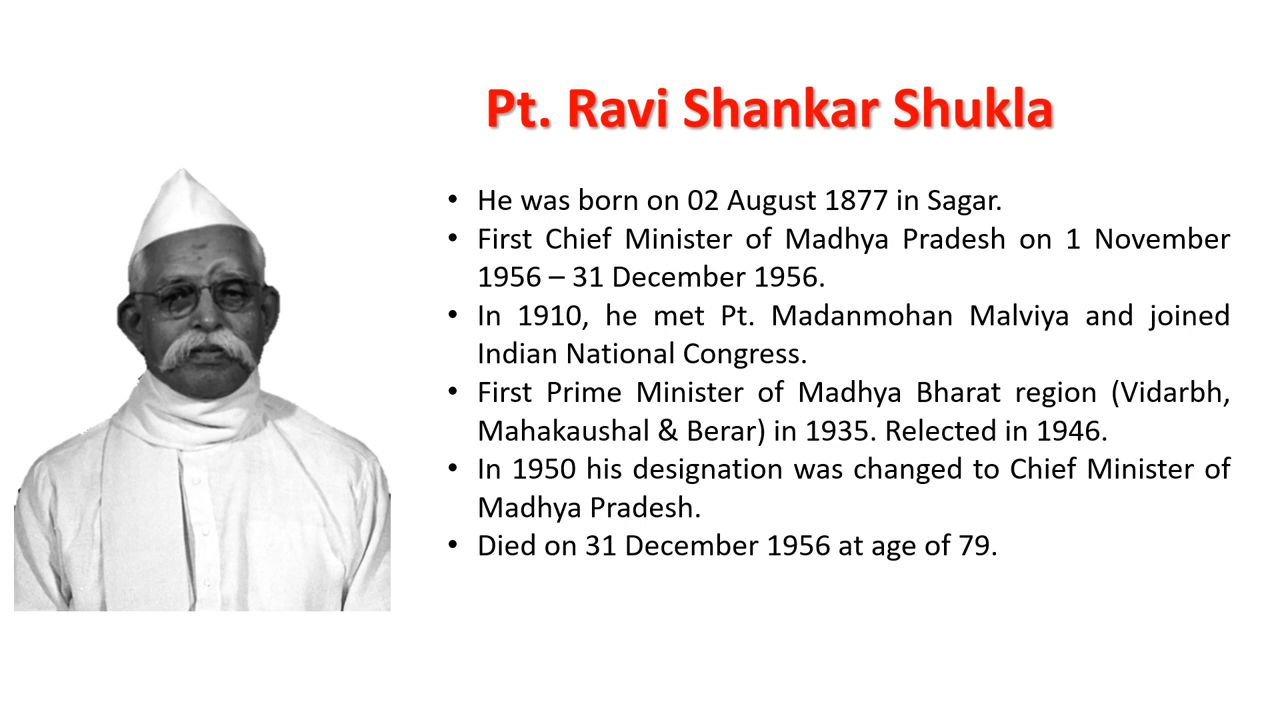 Pt. Ravi Shankar Shukla
• He was born on 02 August 1877 in Sagar.
• First Chief Minister of Madhya Pradesh on 1 November
1956 – 31 December 1956.
• In 1910, he met Pt. Madanmohan Malviya and joined
Indian National Congress.
• First Prime Minister of Madhya Bharat region (Vidarbh,
Mahakaushal & Berar) in 1935. Relected in 1946.
• In 1950 his designation was changed to Chief Minister of
Madhya Pradesh.
• Died on 31 December 1956 at age of 79.